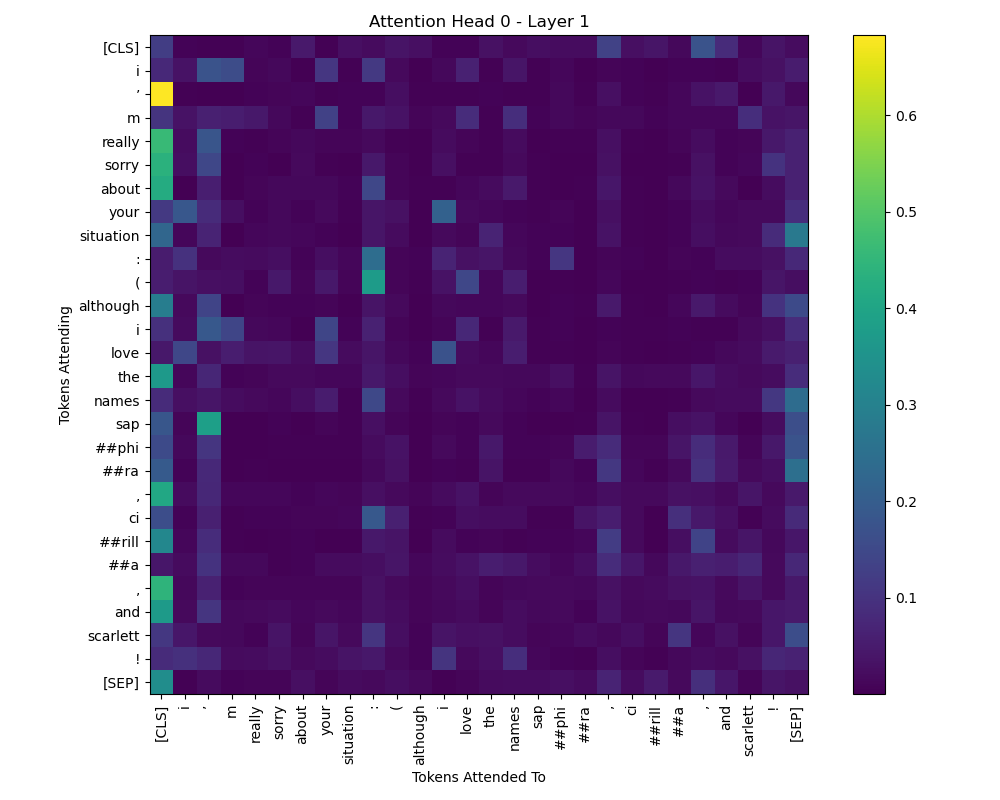 Attention Head 0 - Layer 1
Tokens Attending
[CLS]
i
’
m
really
sorry
about
your
situation
:
(
although
i
love
the
names
sap
##phi
##ra
,
ci
##rill
##a
,
and
scarlett
!
[SEP]
[CLS]
i
’
m
really
sorry
about
your
situation
:
(
although
i
love
the
names
sap
##phi
##ra
,
ci
##rill
##a
,
and
scarlett
!
[SEP]
Tokens Attended To
0.6
0.5
0.4
0.3
0.2
0.1